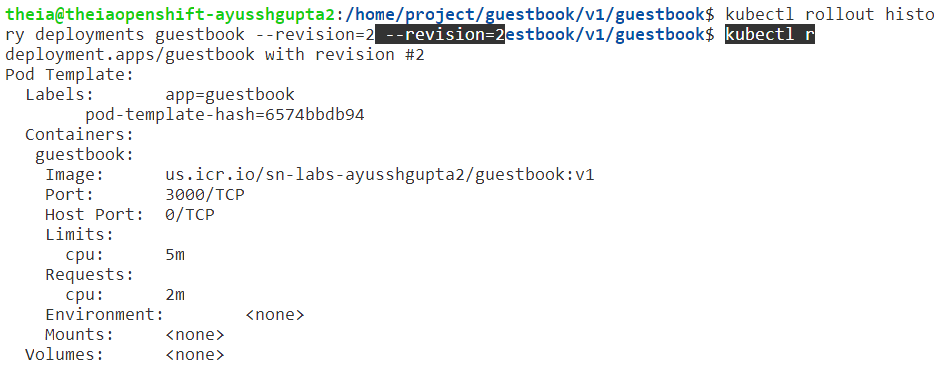 theia@theiaopenshift-ayusshgupta2:/home/project/guestbook/v1/guestbook$ kubectl rollout histo
ry deployments guestbook --revision=2 --revision=2estbook/v1/guestbook$ kubectl r
deployment.apps/guestbook with revision #2
Pod Template:
  Labels:       app=guestbook
        pod-template-hash=6574bbdb94
  Containers:
   guestbook:
    Image:      us.icr.io/sn-labs-ayusshgupta2/guestbook:v1
    Port:       3000/TCP
    Host Port:  0/TCP
    Limits:
      cpu:      5m
    Requests:
      cpu:      2m
    Environment:        <none>
    Mounts:     <none>
  Volumes:      <none>